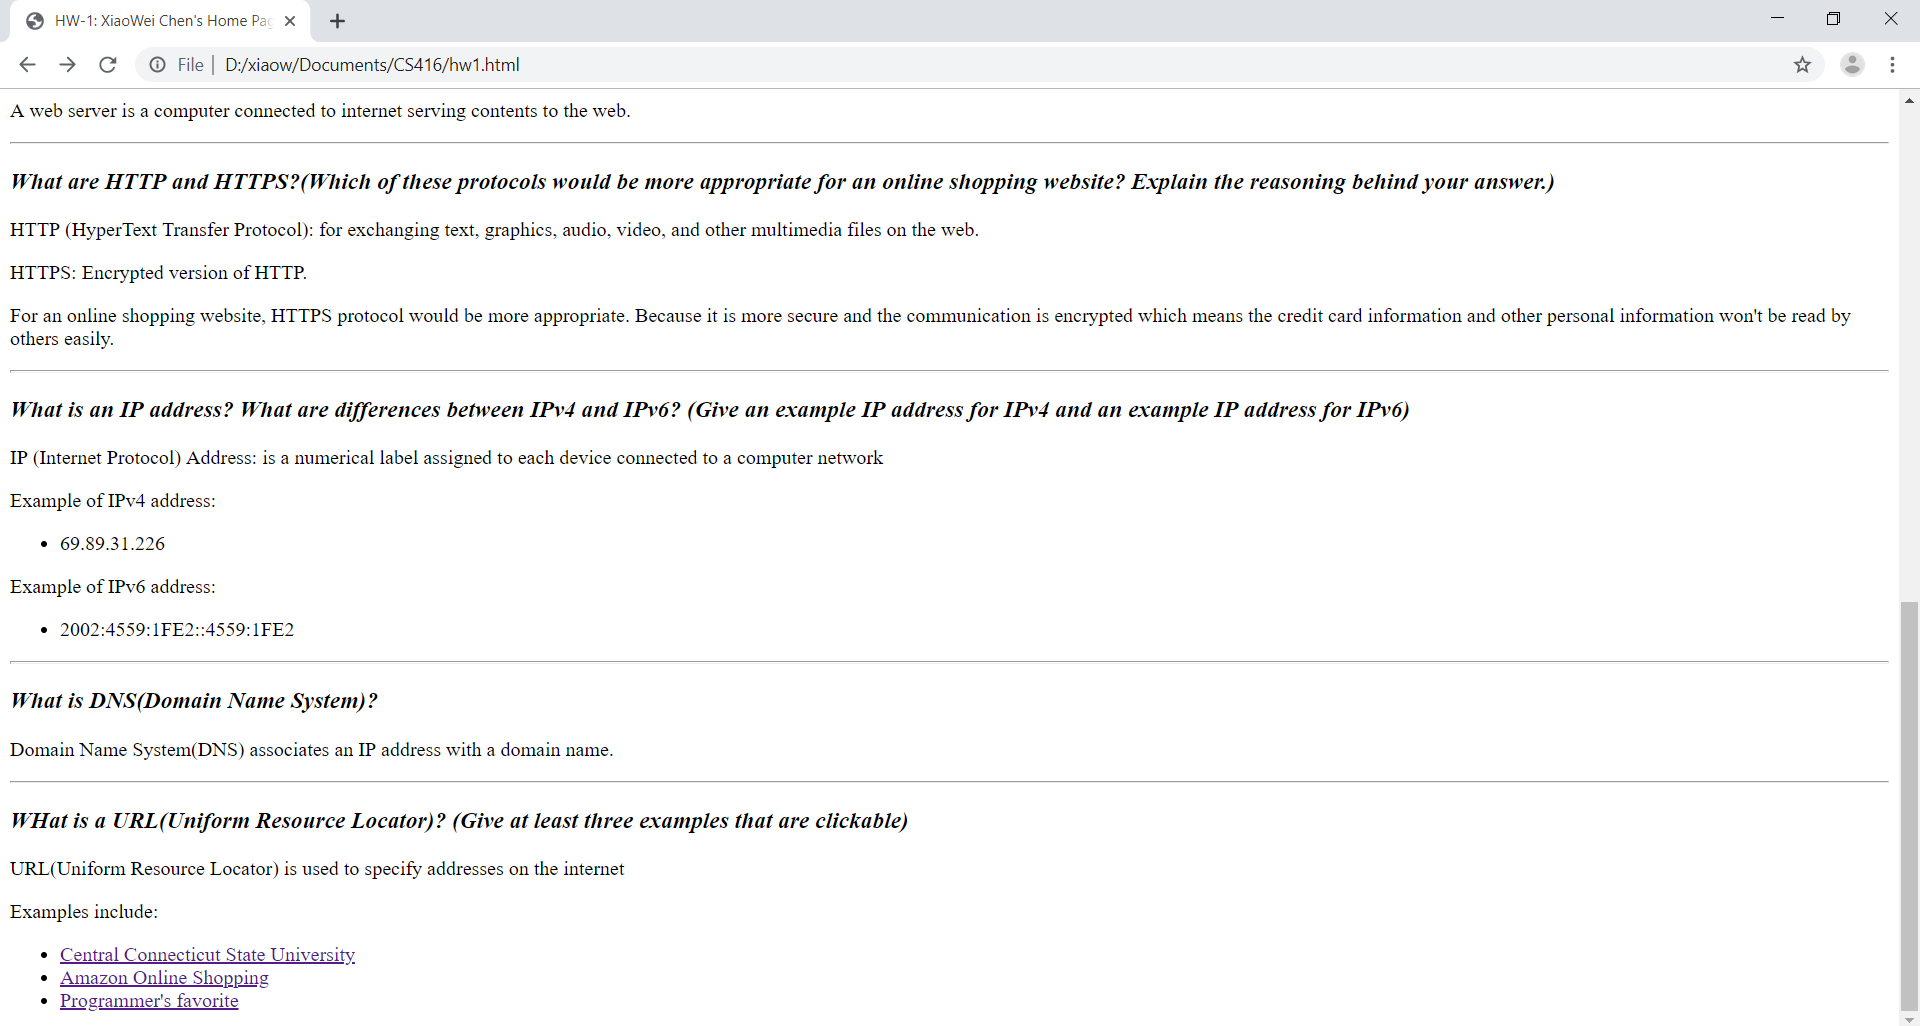 HW-1: XiaoWei Chen's Home Pag
File | D:/xiaow/Documents/CS416/hw1.html
A web server is a computer connected to internet serving contents to the web.
What are HTTP and HTTPS?(Which of these protocols would be more appropriate for an online shopping website? Explain the reasoning behind your answer.)
HTTP (HyperText Transfer Protocol): for exchanging text, graphics, audio, video, and other multimedia files on the web.
HTTPS: Encrypted version of HTTP.
For an online shopping website, HTTPS protocol would be more appropriate. Because it is more secure and the communication is encrypted which means the credit card information and other personal information won't be read by
others easily.
What is an IP address? What are differences between IPv4 and IPv6? (Give an example IP address for IPv4 and an example IP address for IPv6)
IP (Internet Protocol) Address: is a numerical label assigned to each device connected to a computer network
Example of IPv4 address:
• 69.89.31.226
Example of IPv6 address:
• 2002:4559:1FE2::4559:1FE2
What is DNS(Domain Name System)?
Domain Name System(DNS) associates an IP address with a domain name.
WHat is a URL(Uniform Resource Locator)? (Give at least three examples that are clickable)
URL(Uniform Resource Locator) is used to specify addresses on the internet
Examples include:
• Central Connecticut State University
• Amazon Online Shopping
• Programmer's favorite